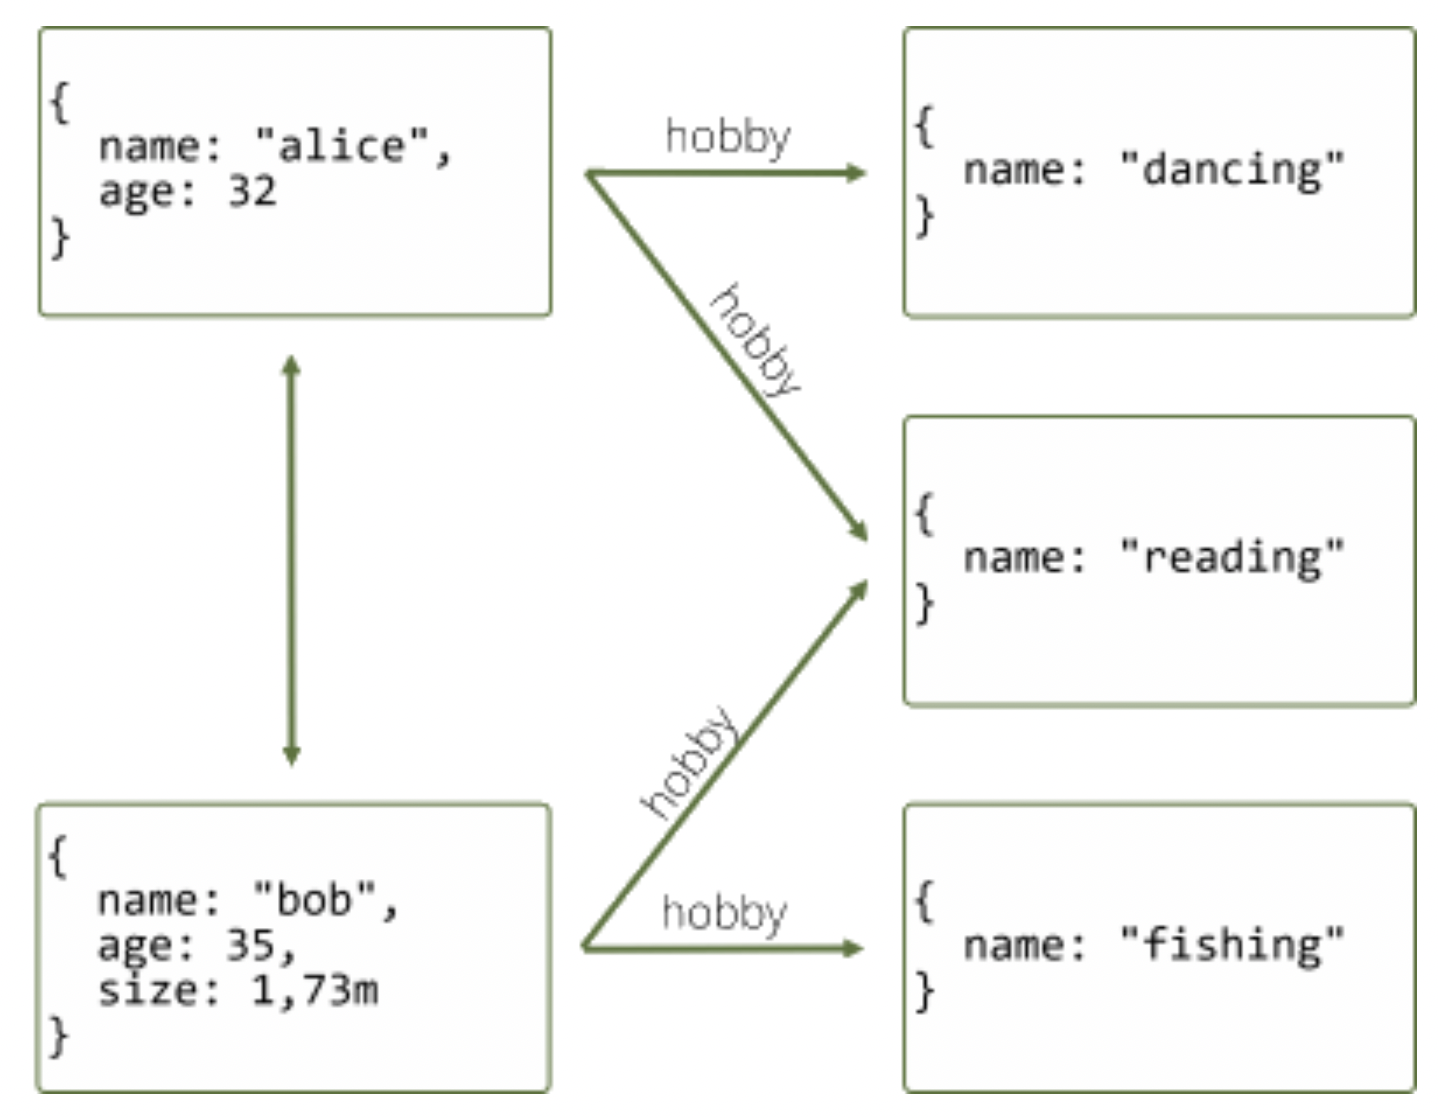 {
name: "alice",
age: 32
}
hobby
{
name: "dancing"
}
hobby
{
name: "reading"
}
hobby
{
name: "bob",
age: 35,
size: 1,73m
}
hobby
{
name: "fishing"
}